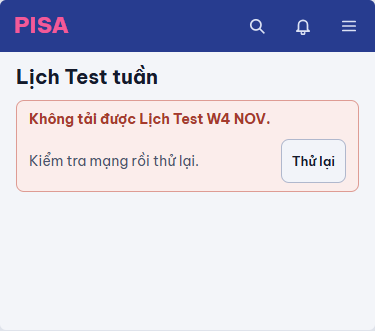 PISA
Lịch Test tuần
Không tải được Lịch Test W4 NOV.
Kiểm tra mạng rồi thử lại.
Thử lại